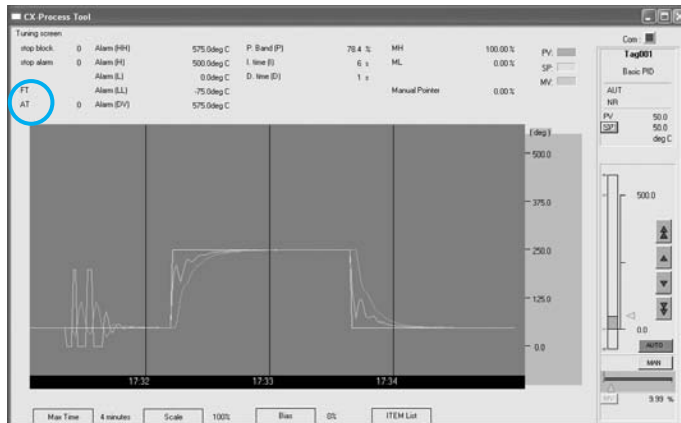 CX-Process Tool
Tuning screen
stop block 0 Alarm (HH) 575.0deg C P. Band (P) 78.4 % MH 100.00 %
stop alarm 0 Alarm (H) 500.0deg C I. time (I) 6 s ML 0.00 %
Alarm (L) 0.0deg C D. time (D) 1 s
FT Alarm (LL) -75.0deg C Manual Pointer 0.00 %
AT 0 Alarm (DV) 575.0deg C
PV:
SP:
MV:
Com :
Tag001
Basic PID
AUT
NR
PV 50.0
SP 50.0
deg C
[deg]
500.0
375.0
250.0
125.0
0.0
500.0
0.0
AUTO
MAN
MV 9.99 %
17:32 17:33 17:34
Max Time 4 minutes Scale 100% Bias 0% ITEM List